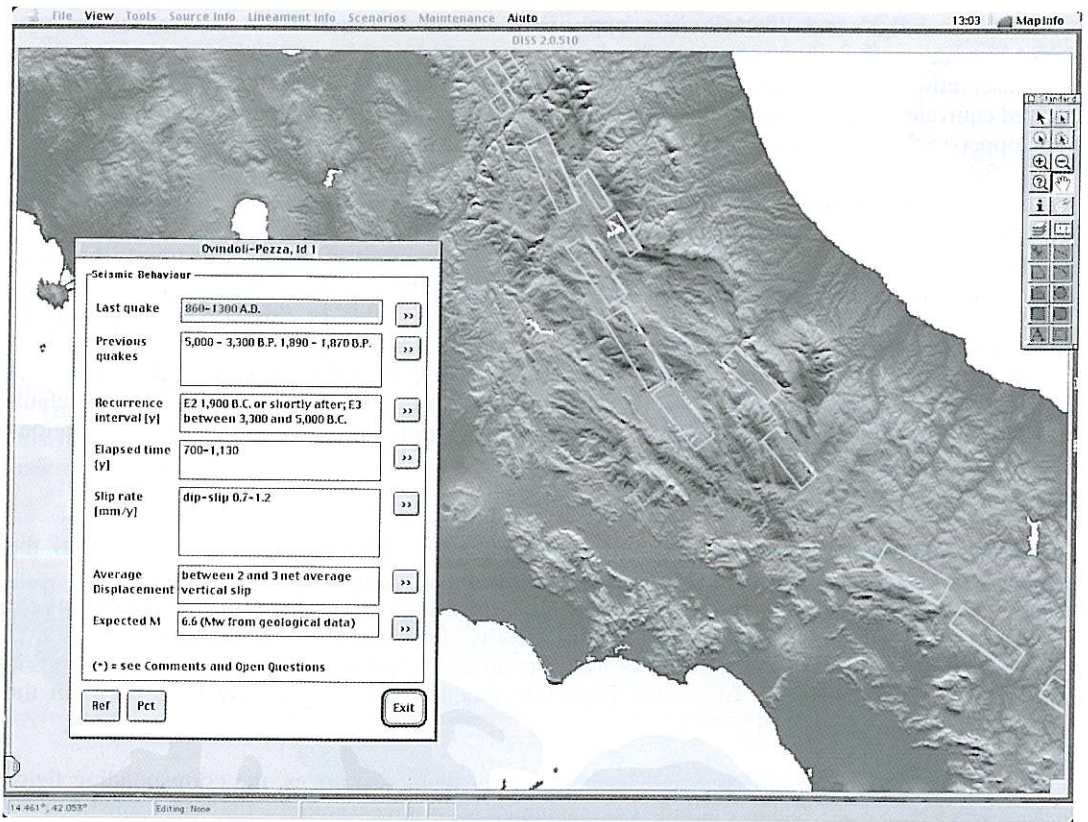 File View Tools Source Info Lineament Info Scenarios Maintenance Aiuto 13:03 MapInfo
DISS 2.0.510
Standard
Ovindoli-Pezza, Id 1
Seismic Behaviour
Last quake
860-1300 A.D.
>>
Previous quakes
5,000 - 3,300 B.P. 1,890 - 1,870 B.P.
>>
Recurrence interval [y]
E2 1,900 B.C. or shortly after; E3
between 3,300 and 5,000 B.C.
>>
Elapsed time [y]
700-1,130
>>
Slip rate [mm/y]
dip-slip 0.7-1.2
>>
Average Displacement
between 2 and 3 net average
vertical slip
>>
Expected M
6.6 (Mw from geological data)
>>
(*) = see Comments and Open Questions
Ref Pct Exit
14.461°, 42.053° Editing: None